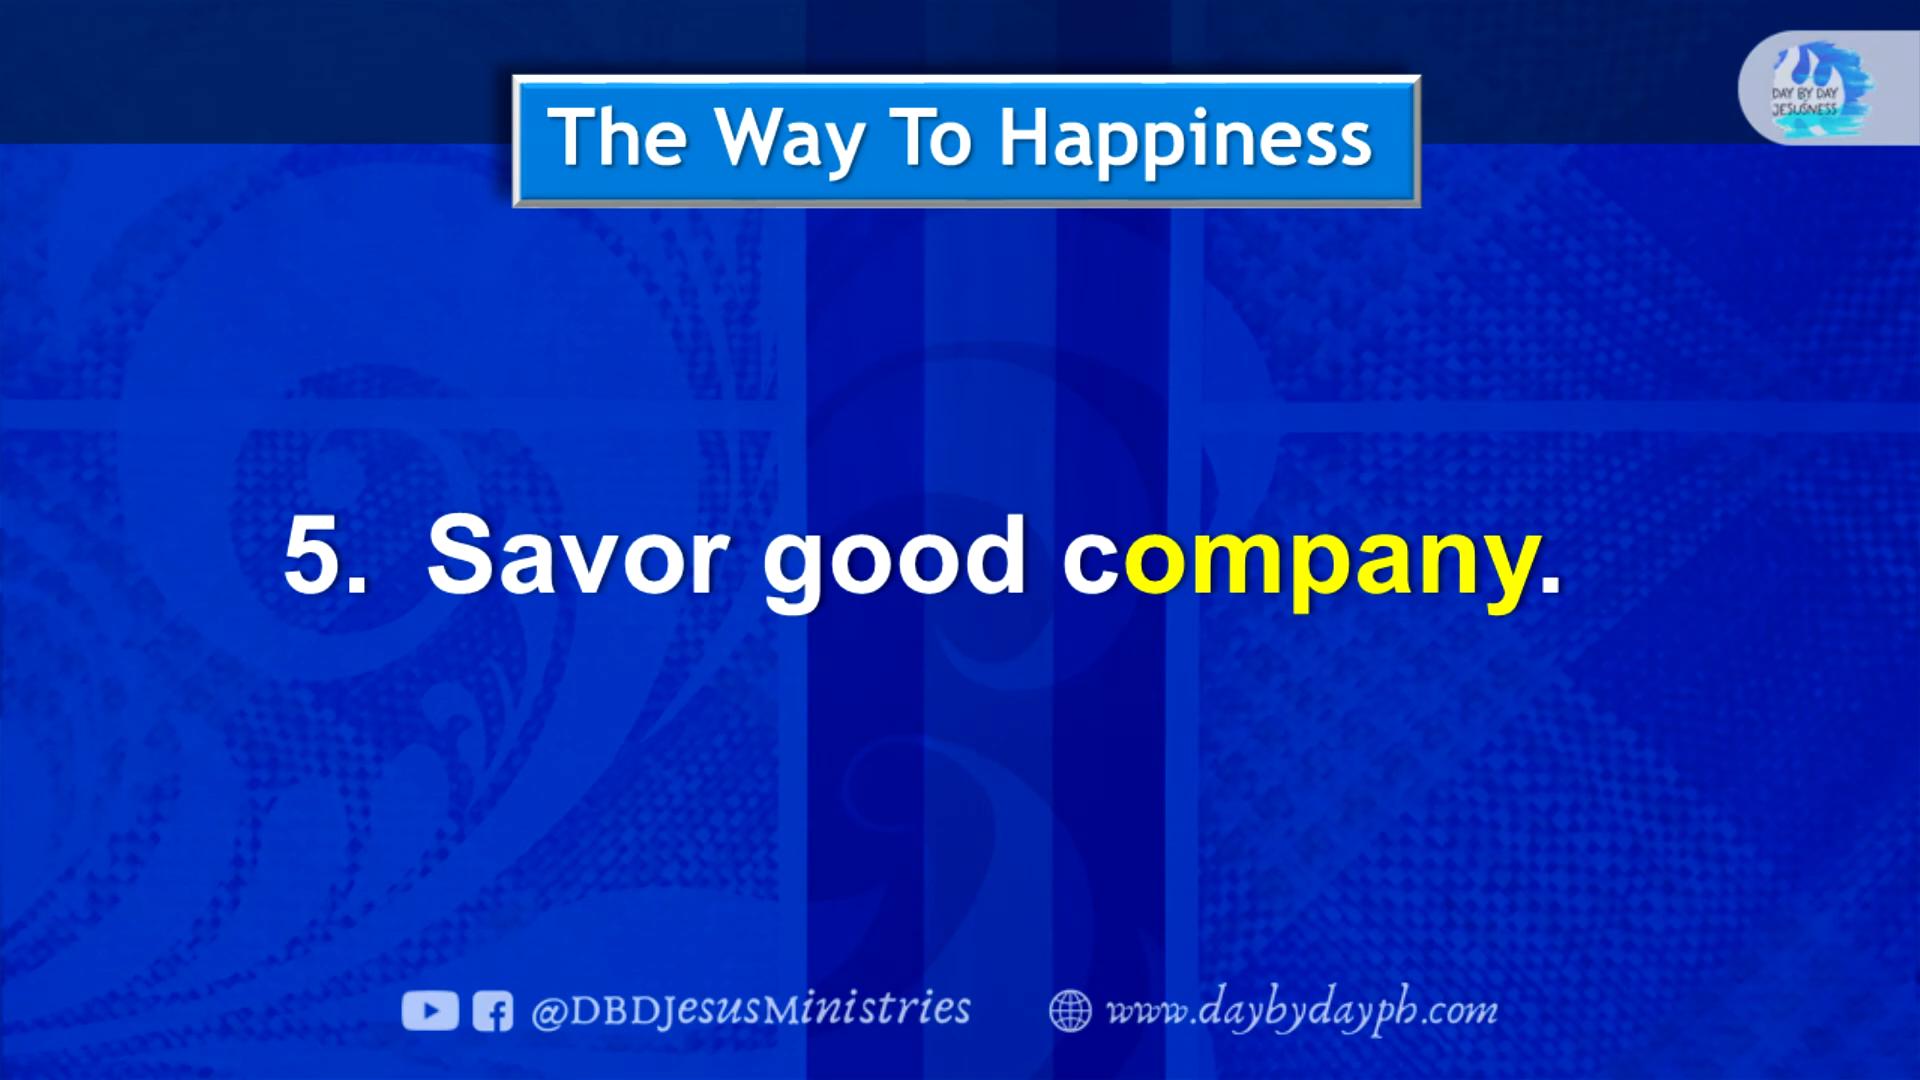 The Way To Happiness
DAY BY DAY
JESUSNESS
5. Savor good company.
@DBDJesusMinistries www.daybydayph.com